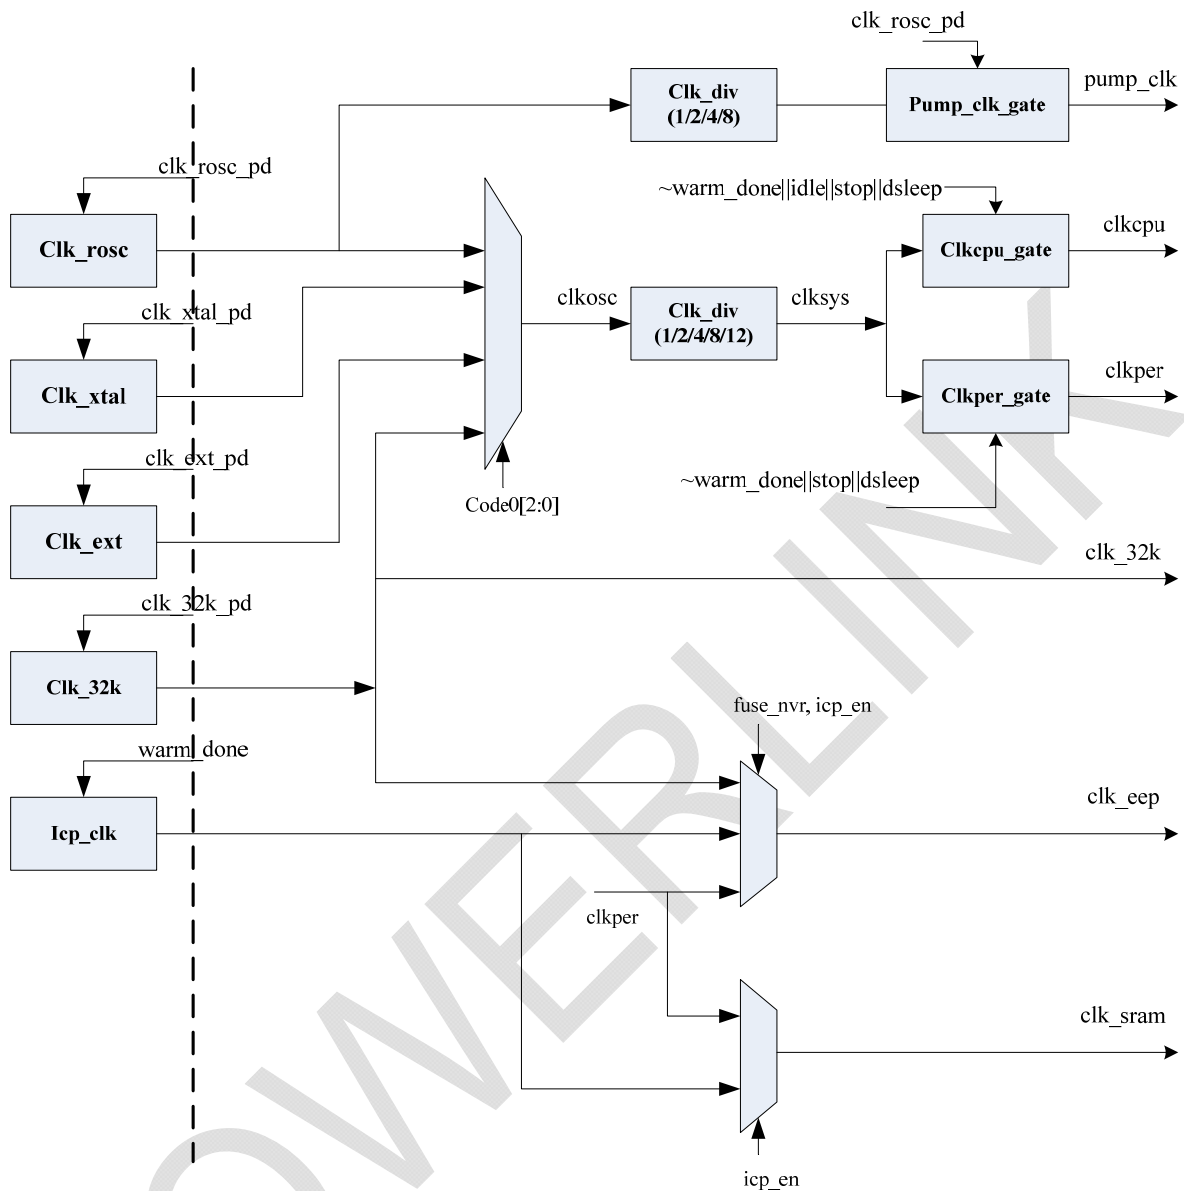 clk_rosc_pd
Clk_div
(1/2/4/8)
Pump_clk_gate
pump_clk
clk_rosc_pd
Clk_rosc
~warm_done||idle||stop||dsleep
Clkcpu_gate
clkcpu
clk_xtal_pd
Clk_xtal
clkosc
Clk_div
(1/2/4/8/12)
clksys
Clkper_gate
clkper
clk_ext_pd
Clk_ext
Code0[2:0]
~warm_done||stop||dsleep
clk_32k
clk_32k_pd
Clk_32k
fuse_nvr, icp_en
warm_done
Icp_clk
clk_eep
clkper
clk_sram
icp_en
OWERLINK